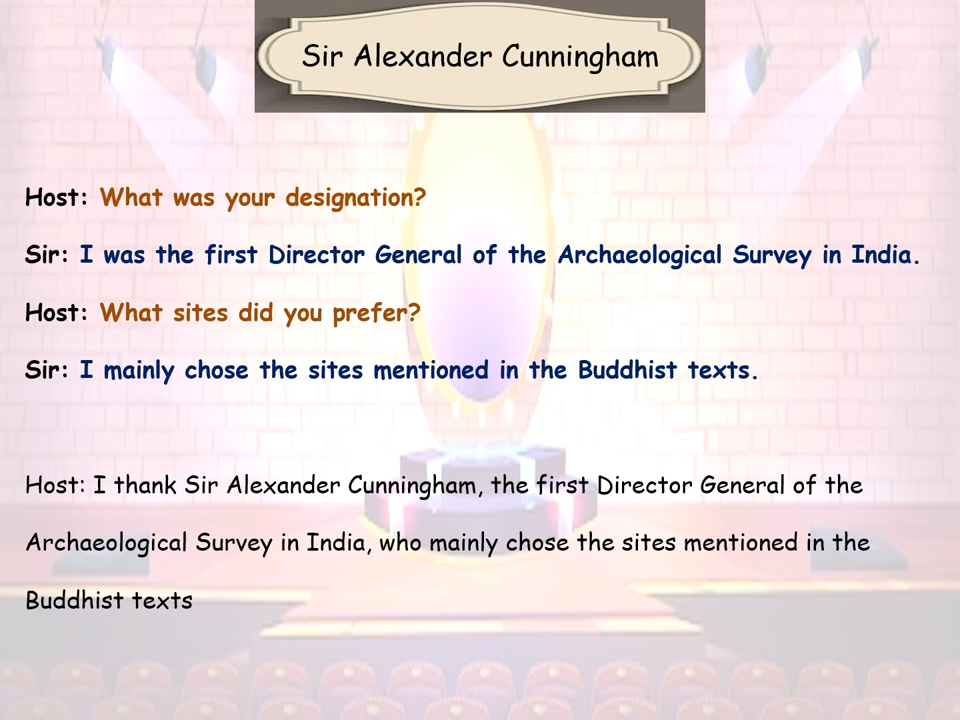 Sir Alexander Cunningham
Host: What was your designation?
Sir: I was the first Director General of the Archaeological Survey in India.
Host: What sites did you prefer?
Sir: I mainly chose the sites mentioned in the Buddhist texts.
Host: I thank Sir Alexander Cunningham, the first Director General of the
Archaeological Survey in India, who mainly chose the sites mentioned in the
Buddhist texts